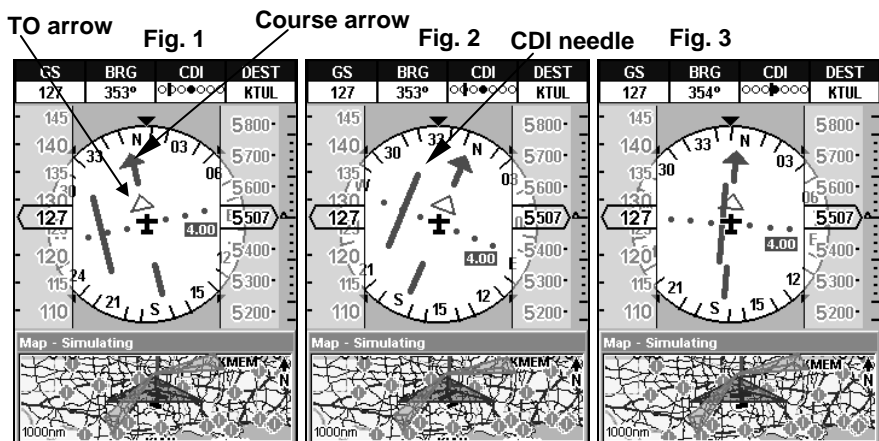 TO arrow
Course arrow
Fig. 1
Fig. 2
CDI needle
Fig. 3
GS BRG CDI DEST
127 353º KTUL
145
140
135
127
120
115
110
5800
5700
5600
5507
5400
5300
5200
33 N 03 06 12 15 S 21 24 30
4.00
Map - Simulating
KMEM
N
1000nm
GS BRG CDI DEST
127 353º KTUL
145
140
135
127
120
115
110
5800
5700
5600
5507
5400
5300
5200
30 33 N 03 E 12 15 S 21 W
4.00
Map - Simulating
KMEM
N
1000nm
GS BRG CDI DEST
127 354º KTUL
145
140
135
127
120
115
110
5800
5700
5600
5507
5400
5300
5200
30 33 N 03 06 E 12 15 S 21
4.00
Map - Simulating
KMEM
N
1000nm